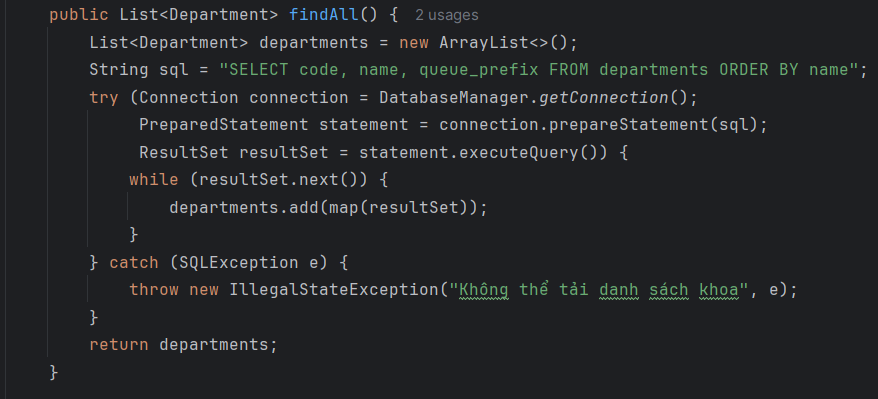 public List<Department> findAll() { 2 usages
List<Department> departments = new ArrayList<>();
String sql = "SELECT code, name, queue_prefix FROM departments ORDER BY name";
try (Connection connection = DatabaseManager.getConnection();
PreparedStatement statement = connection.prepareStatement(sql);
ResultSet resultSet = statement.executeQuery()) {
while (resultSet.next()) {
departments.add(map(resultSet));
}
} catch (SQLException e) {
throw new IllegalStateException("Không thể tải danh sách khoa", e);
}
return departments;
}